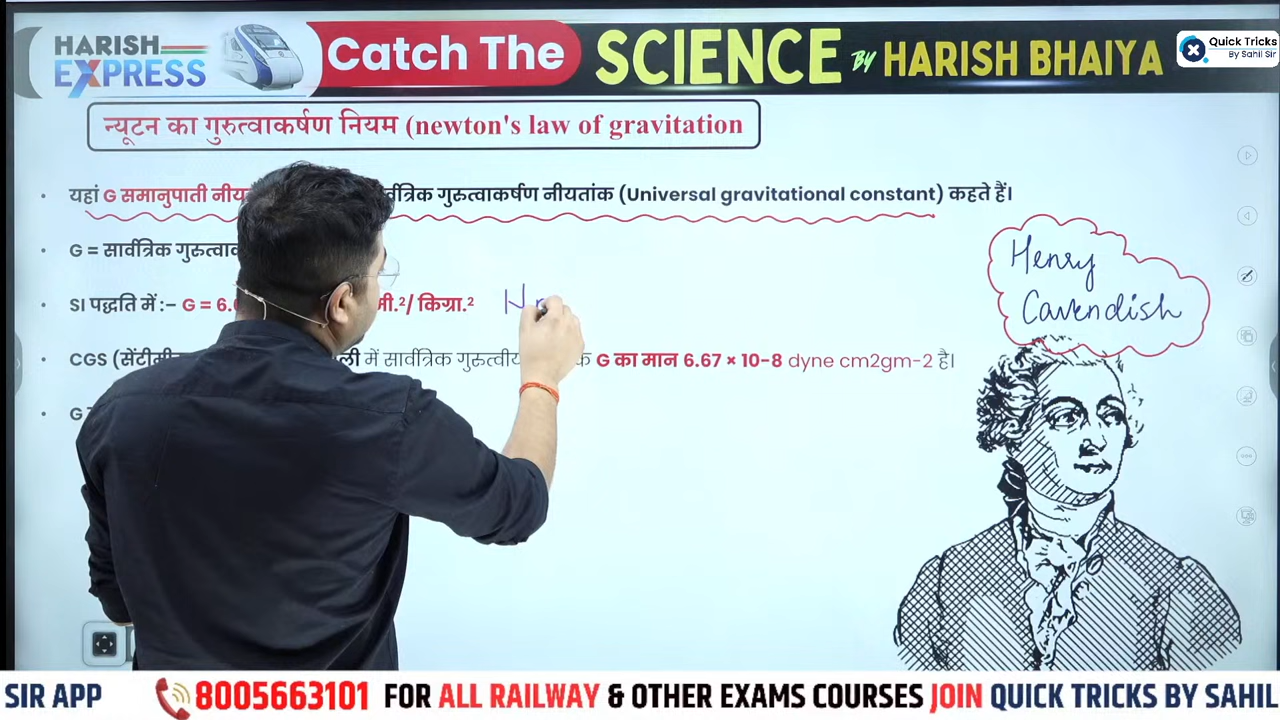 HARISH
EXPRESS
Catch The SCIENCE BY HARISH BHAIYA
Quick Tricks
By Sahil Sir
न्यूटन का गुरुत्वाकर्षण नियम (newton's law of gravitation
यहां G समानुपाती गुरुत्वाकर्षण नीयतांक (Universal gravitational constant) कहते हैं।
G = सार्वत्रिक
SI पद्धति में :– G = मी.²/ किग्रा.²
CGS में सार्वत्रिक G का मान 6.67 × 10-8 dyne cm2gm-2 है।
G
Henry
Cavendish
SIR APP 8005663101 FOR ALL RAILWAY & OTHER EXAMS COURSES JOIN QUICK TRICKS BY SAHIL